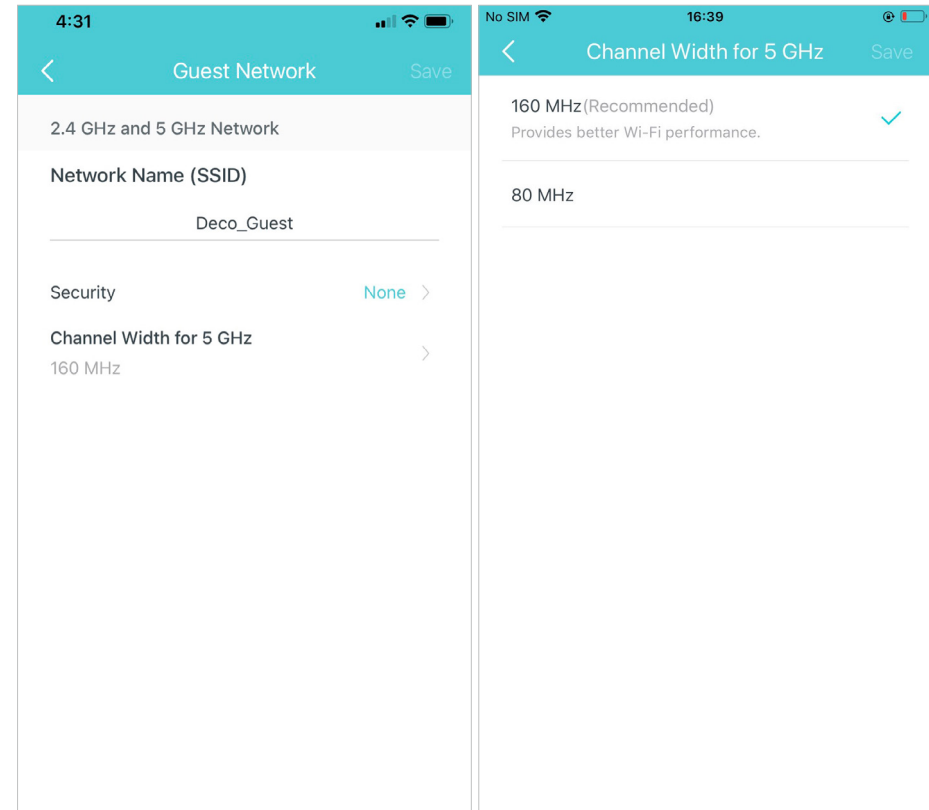 4:31
Guest Network
Save
2.4 GHz and 5 GHz Network
Network Name (SSID)
Deco_Guest
Security
None
Channel Width for 5 GHz
160 MHz
No SIM
16:39
Channel Width for 5 GHz
Save
160 MHz(Recommended)
Provides better Wi-Fi performance.
80 MHz